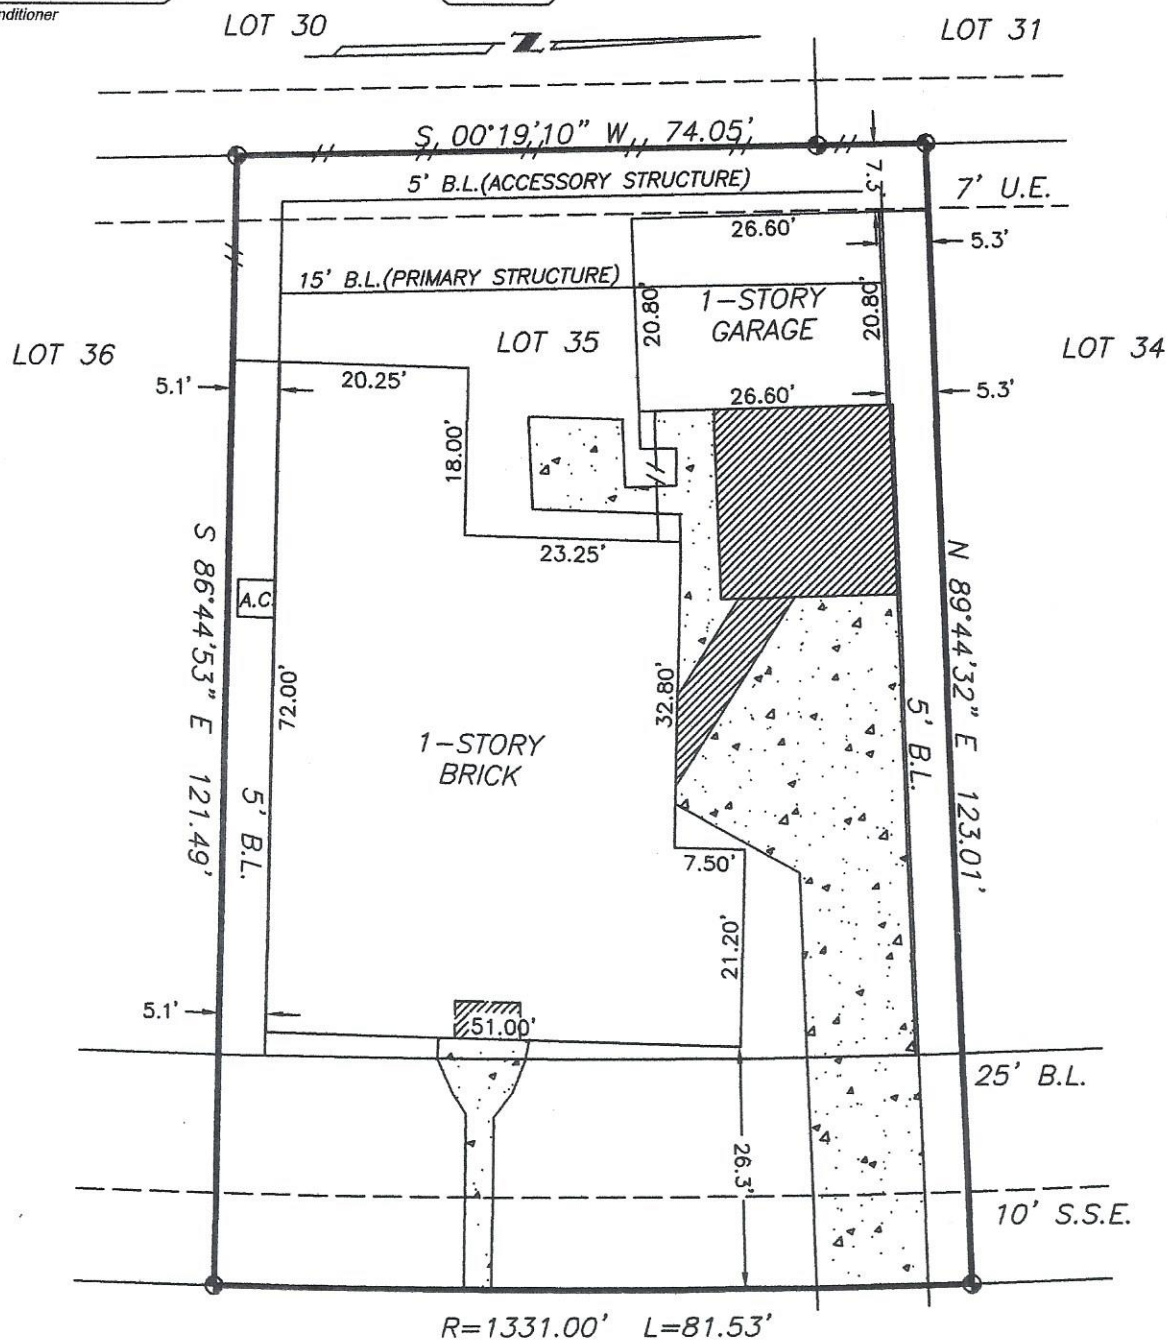 nditioner
LOT 30
LOT 31
Z
S 00°19'10" W 74.05'
5' B.L.(ACCESSORY STRUCTURE)
7.3'
7' U.E.
26.60'
5.3'
15' B.L.(PRIMARY STRUCTURE)
20.80'
1-STORY
GARAGE
20.80'
LOT 36
LOT 35
LOT 34
5.1'
20.25'
26.60'
5.3'
18.00'
23.25'
S 86°44'53" E 121.49'
A.C.
72.00'
32.80'
N 89°44'32" E 123.01'
5' B.L.
1-STORY
BRICK
5' B.L.
7.50'
21.20'
5.1'
51.00'
25' B.L.
26.3'
10' S.S.E.
R=1331.00' L=81.53'